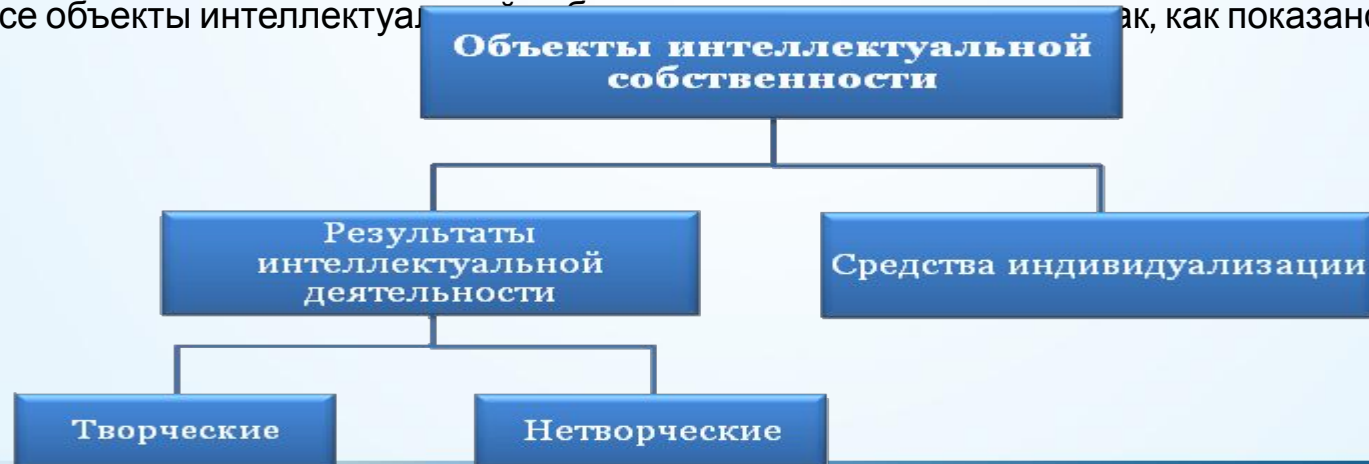 се объекты интеллектуал ак, как показано
Объекты интеллектуальной
собственности
Результаты
интеллектуальной
деятельности
Средства индивидуализации
Творческие
Нетворческие